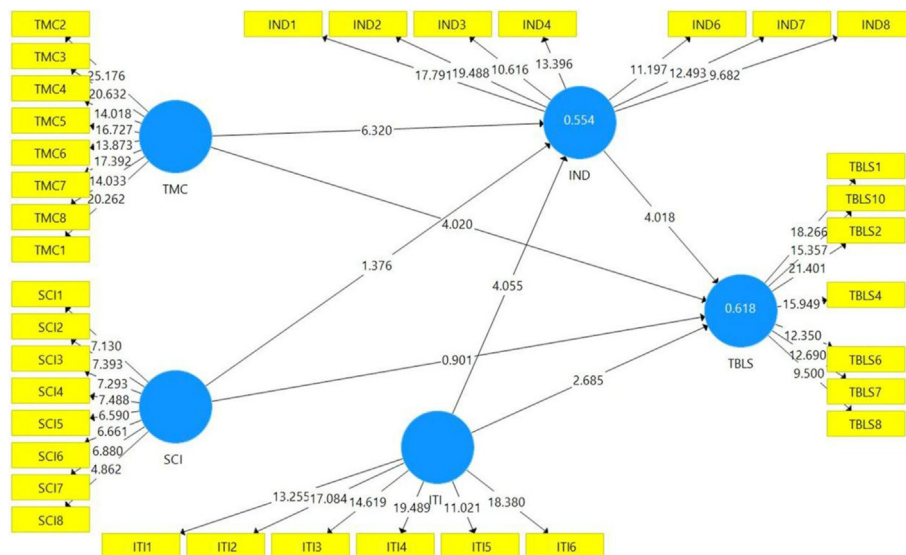 TMC2
TMC3
TMC4
TMC5
TMC6
TMC7
TMC8
TMC1
25.176
20.632
14.018
16.727
13.873
17.392
14.033
20.262
TMC
IND1
IND2
IND3
IND4
IND6
IND7
IND8
17.791
19.488
10.616
13.396
11.197
12.493
9.682
0.554
IND
6.320
4.020
1.376
4.055
4.018
0.901
2.685
SCI1
SCI2
SCI3
SCI4
SCI5
SCI6
SCI7
SCI8
7.130
7.393
7.293
7.488
6.590
6.661
6.880
4.862
SCI
TBLS1
TBLS10
TBLS2
TBLS4
TBLS6
TBLS7
TBLS8
18.266
15.357
21.401
15.949
12.350
12.690
9.500
0.618
TBLS
ITI
13.255
17.084
14.619
19.489
11.021
18.380
ITI1
ITI2
ITI3
ITI4
ITI5
ITI6